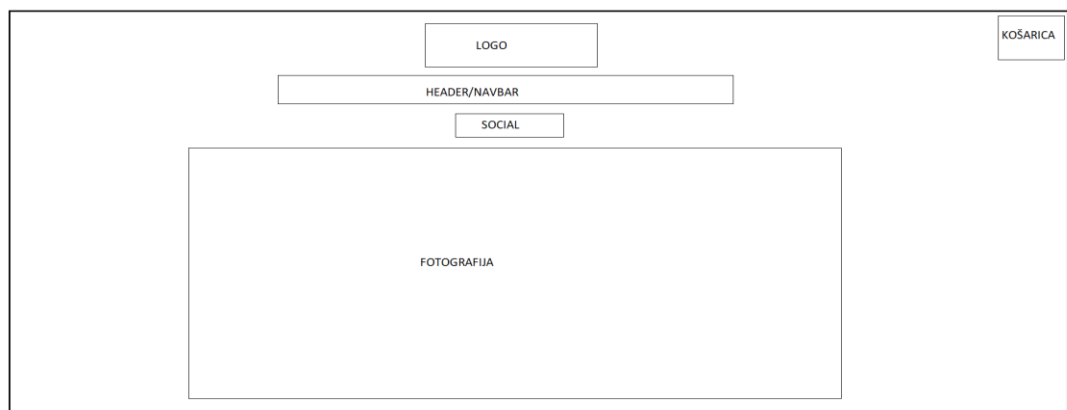 LOGO
KOŠARICA
HEADER/NAVBAR
SOCIAL
FOTOGRAFIJA